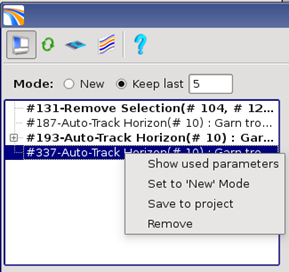 Mode: New Keep last 5
#131-Remove Selection(# 104, # 12...
#187-Auto-Track Horizon(# 10) : Garn tro...
#193-Auto-Track Horizon(# 10) : Gar...
#337-Auto-Track Horizon(# 10) : Garn tro...
Show used parameters
Set to 'New' Mode
Save to project
Remove